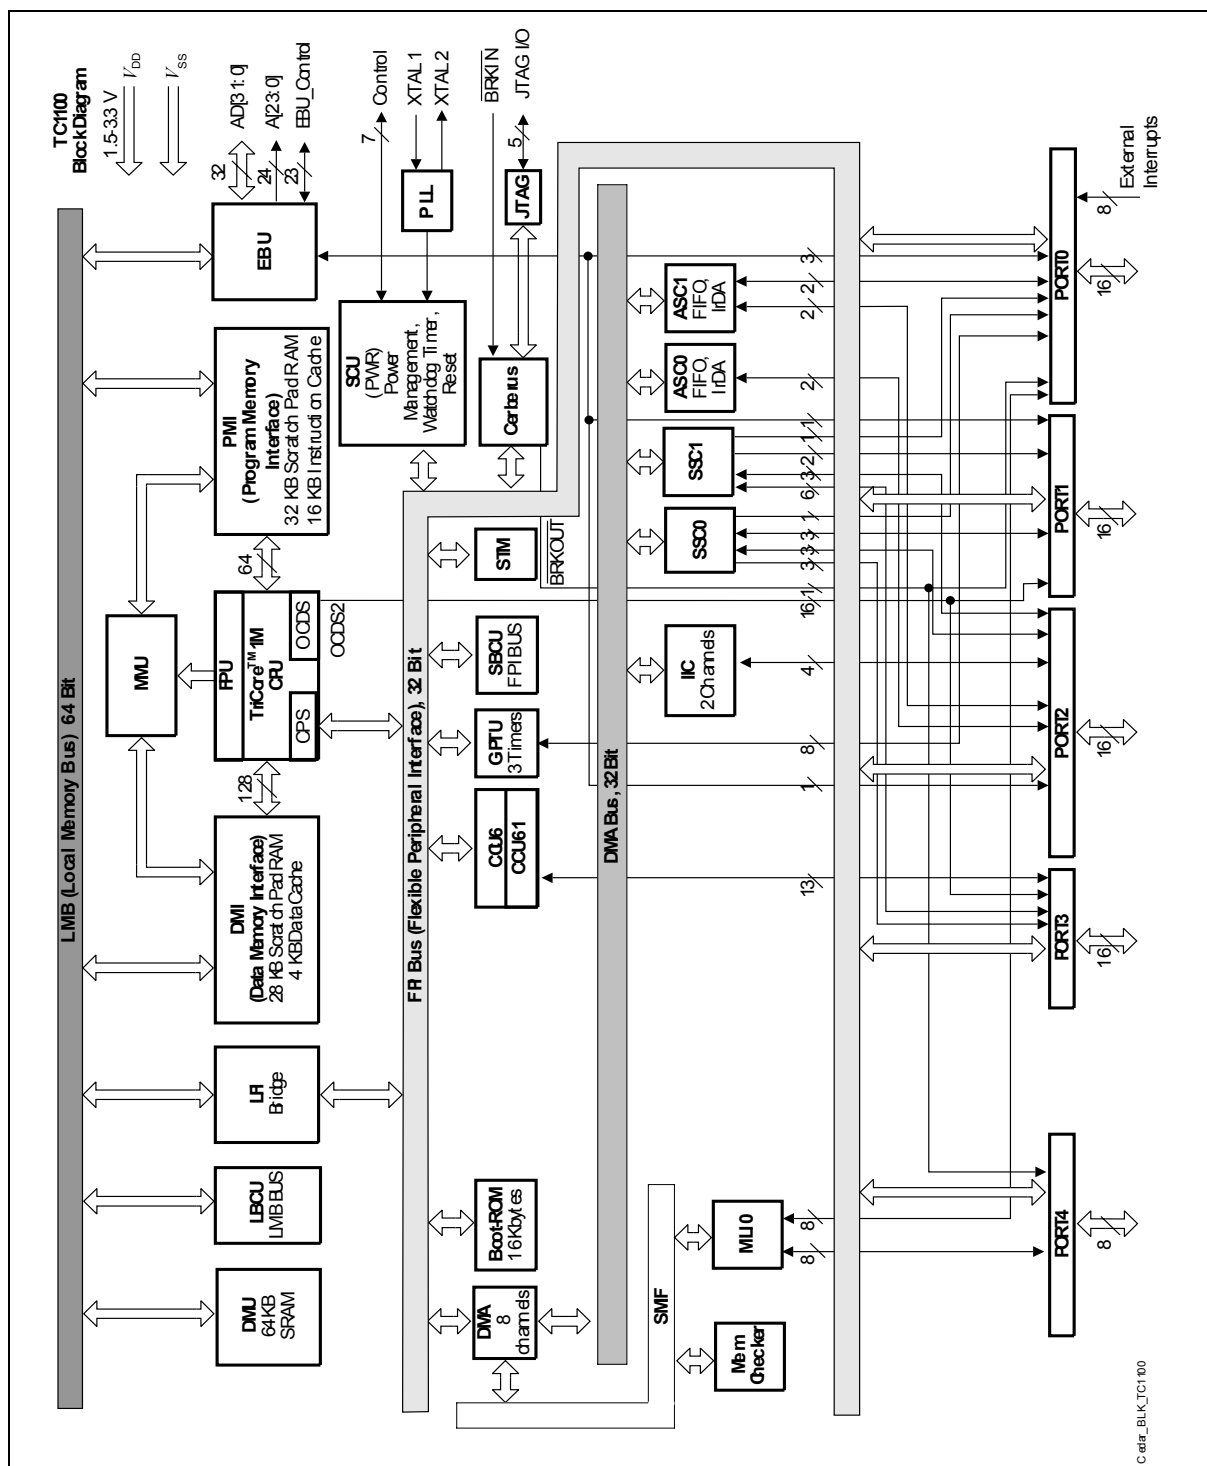 TC1100
Block Diagram
1.5-3.3 V
VDD
VSS
LMB (Local Memory Bus) 64 Bit
DMU
64 KB
SRAM
LBCU
LMB BUS
LFI
Bridge
DMI
(Data Memory Interface)
28 KB Scratch Pad RAM
4 KB Data Cache
MMU
128
FPU
TriCore™ 1M
CPU
CPS
OCDS
OCDS2
64
PMI
(Program Memory
Interface)
32 KB Scratch Pad RAM
16 KB Instruction Cache
EBU
32
AD[31:0]
24
A[23:0]
23
EBU_Control
SCU
(PWR)
Power
Management,
Watchdog Timer,
Reset
7
Control
PLL
XTAL1
XTAL2
BRKIN
Cerberus
JTAG
5
JTAG I/O
BRKOUT
FPI Bus (Flexible Peripheral Interface), 32 Bit
DMA
8
channels
Boot-ROM
16 Kbytes
CCU6
CCU61
GPTU
3 Timers
SBCU
FPI BUS
STM
DMA Bus, 32 Bit
SMIF
Mem
Checker
MLI0
IIC
2 Channels
SSC0
SSC1
ASC0
FIFO,
IrDA
ASC1
FIFO,
IrDA
8
8
13
1
8
4
16
1
3
3
3
1
6
3
2
1
1
2
2
2
3
PORT4
PORT3
PORT2
PORT1
PORT0
8
16
16
16
16
8
External
Interrupts
Cedar_BLK_TC1100